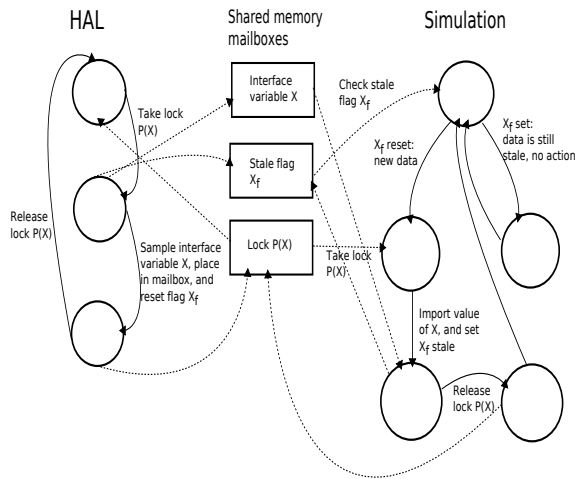 HAL
Shared memory
mailboxes
Simulation
Interface
variable X
Check stale
flag Xf
Take lock
P(X)
Xf set:
data is still
stale, no action
Xf reset:
new data
Stale flag
Xf
Release
lock P(X)
Lock P(X)
Take lock
P(X)
Sample interface
variable X, place
in mailbox, and
reset flag Xf
Import value
of X, and set
Xf stale
Release
lock P(X)